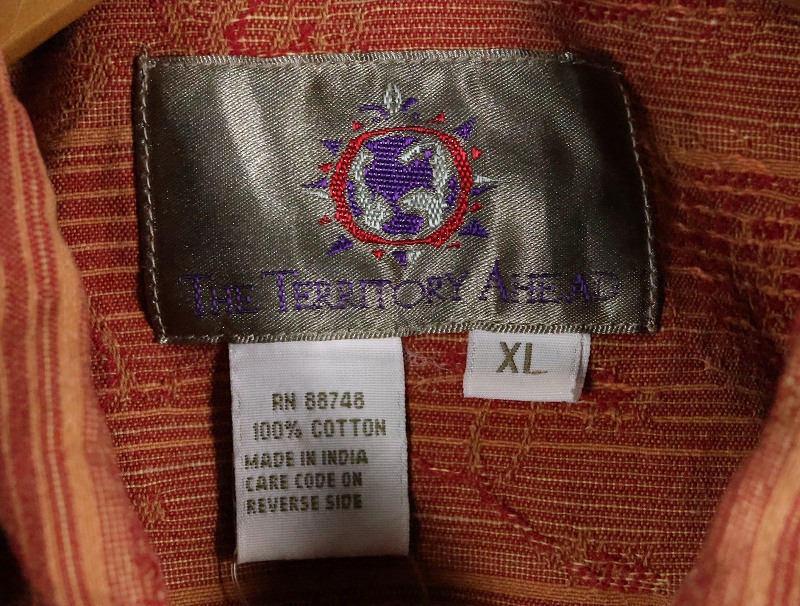 THE TERRITORY AHEAD
XL
RN 88748
100% COTTON
MADE IN INDIA
CARE CODE ON
REVERSE SIDE